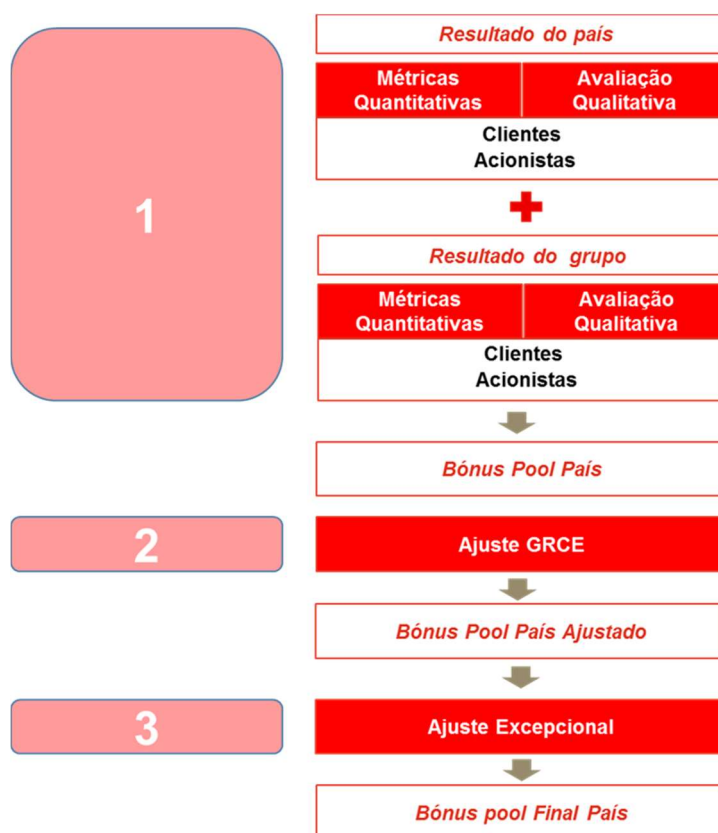 Resultado do país
Métricas
Quantitativas
Avaliação
Qualitativa
Clientes
Acionistas
1
Resultado do grupo
Métricas
Quantitativas
Avaliação
Qualitativa
Clientes
Acionistas
Bónus Pool País
2
Ajuste GRCE
Bónus Pool País Ajustado
3
Ajuste Excepcional
Bónus pool Final País